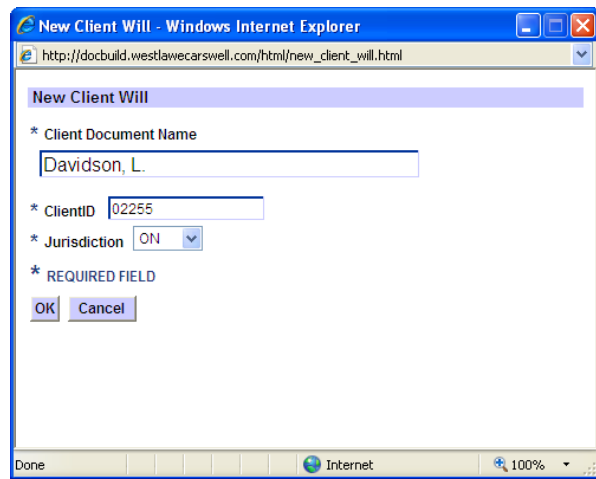 New Client Will - Windows Internet Explorer
http://docbuild.westlawecarswell.com/html/new_client_will.html
New Client Will
* Client Document Name
Davidson, L.
* ClientID 02255
* Jurisdiction ON
* REQUIRED FIELD
OK Cancel
Done Internet 100%